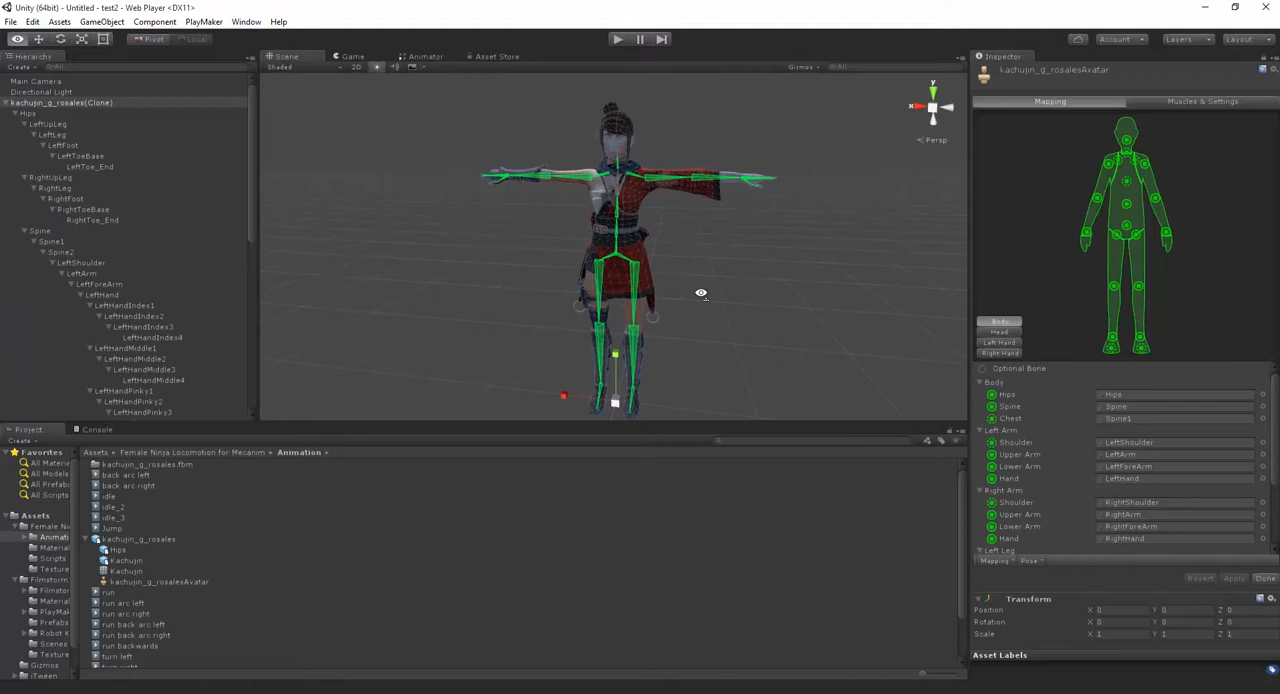 Unity (64bit) - Untitled - test2 - Web Player <DX11>
File Edit Assets GameObject Component PlayMaker Window Help
Pivot Local
Account Layers Layout
Hierarchy
Create
All
Main Camera
Directional Light
kachujin_g_rosales(Clone)
Hips
LeftUpLeg
LeftLeg
LeftFoot
LeftToeBase
LeftToe_End
RightUpLeg
RightLeg
RightFoot
RightToeBase
RightToe_End
Spine
Spine1
Spine2
LeftShoulder
LeftArm
LeftForeArm
LeftHand
LeftHandIndex1
LeftHandIndex2
LeftHandIndex3
LeftHandIndex4
LeftHandMiddle1
LeftHandMiddle2
LeftHandMiddle3
LeftHandMiddle4
LeftHandPinky1
LeftHandPinky2
LeftHandPinky3
Scene Game Animator Asset Store
Shaded 2D Gizmos All
y
x
Persp
Inspector
kachujin_g_rosalesAvatar
Mapping Muscles & Settings
Body
Head
Left Hand
Right Hand
Optional Bone
Body
Hips Hips
Spine Spine
Chest Spine1
Left Arm
Shoulder LeftShoulder
Upper Arm LeftArm
Lower Arm LeftForeArm
Hand LeftHand
Right Arm
Shoulder RightShoulder
Upper Arm RightArm
Lower Arm RightForeArm
Hand RightHand
Left Leg
Mapping Pose
Revert Apply Done
Transform
Position X 0 Y 0 Z 0
Rotation X 0 Y 0 Z 0
Scale X 1 Y 1 Z 1
Asset Labels
Project Console
Create
Favorites
All Materia
All Models
All Prefab
All Scripts
Assets
Female Nin
Animati
Material
Scripts
Texture
Filmstorm
Filmstor
Material
PlayMak
Prefabs
Robot K
Scenes
Texture
Gizmos
iTween
Assets Female Ninja Locomotion for Mecanim Animation
kachujin_g_rosales.fbm
back arc left
back arc right
idle
idle_2
idle_3
Jump
kachujin_g_rosales
Hips
Kachujin
Kachujin
kachujin_g_rosalesAvatar
run
run arc left
run arc right
run back arc left
run back arc right
run backwards
turn left
turn right